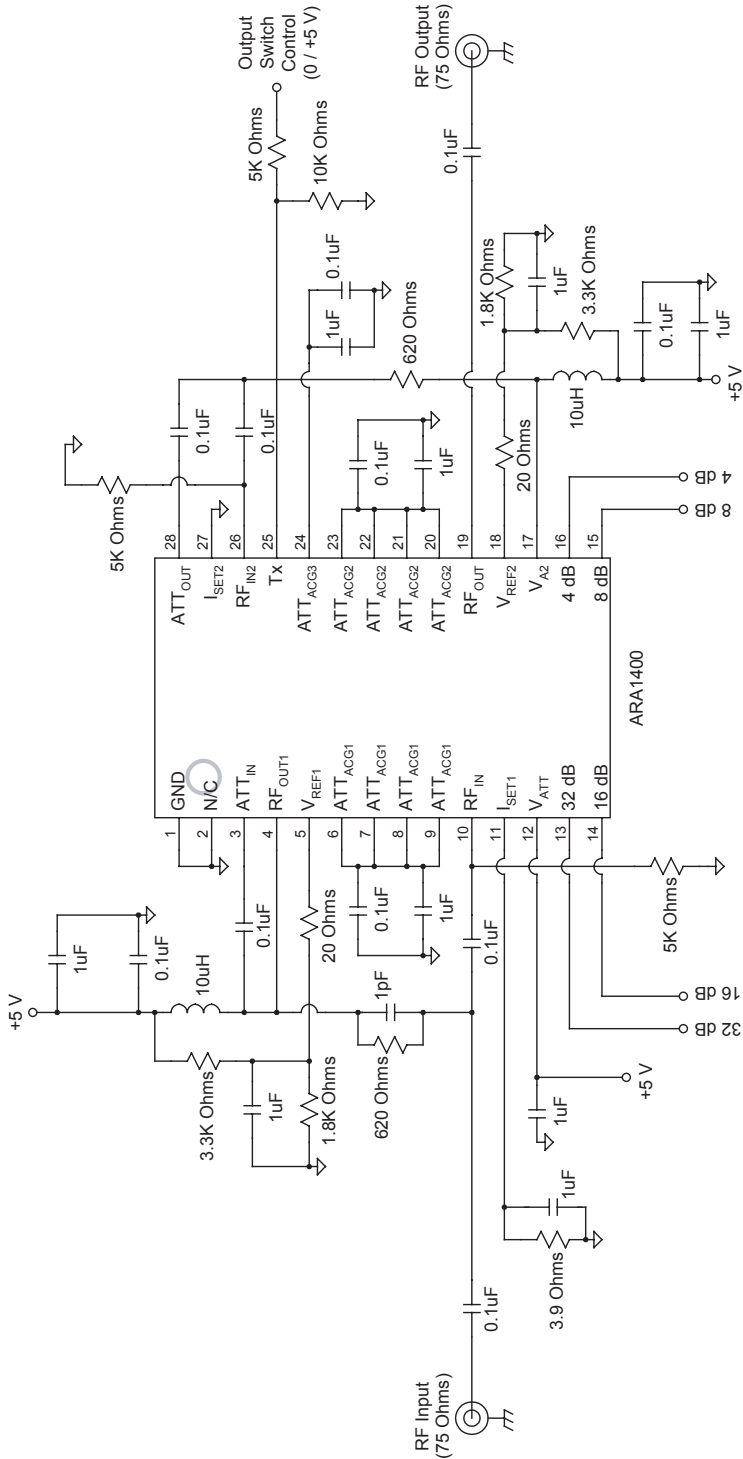 Output
Switch
Control
(0 / +5 V)
5K Ohms
10K Ohms
RF Output
(75 Ohms)
0.1uF
0.1uF
1uF
1.8K Ohms
1uF
3.3K Ohms
0.1uF
1uF
+5 V
10uH
620 Ohms
20 Ohms
0.1uF
0.1uF
5K Ohms
0.1uF
1uF
4 dB
8 dB
28
27
26
25
24
23
22
21
20
19
18
17
16
15
ATTOUT
ISET2
RFIN2
Tx
ATTACG3
ATTACG2
ATTACG2
ATTACG2
ATTACG2
RFOUT
VREF2
VA2
4 dB
8 dB
ARA1400
GND
N/C
ATTIN
RFOUT1
VREF1
ATTACG1
ATTACG1
ATTACG1
ATTACG1
RFIN
ISET1
VATT
32 dB
16 dB
1
2
3
4
5
6
7
8
9
10
11
12
13
14
1uF
0.1uF
+5 V
10uH
0.1uF
20 Ohms
0.1uF
1uF
0.1uF
5K Ohms
3.3K Ohms
1uF
1.8K Ohms
1pF
620 Ohms
16 dB
32 dB
+5 V
1uF
1uF
3.9 Ohms
0.1uF
RF Input
(75 Ohms)